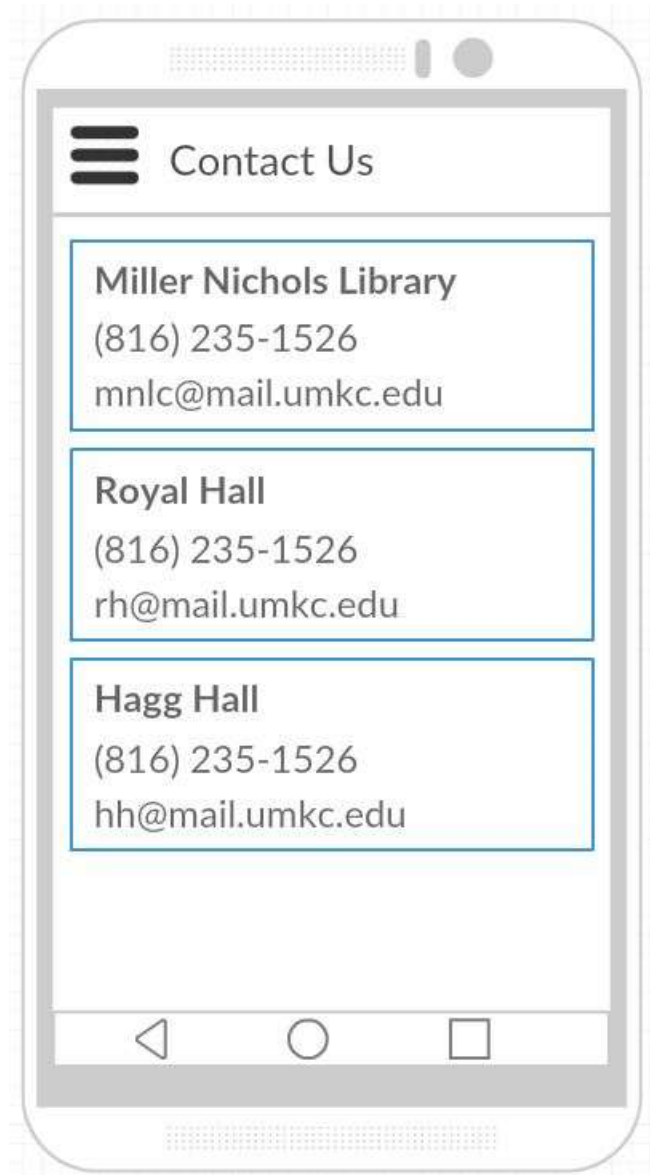 Contact Us
Miller Nichols Library
(816) 235-1526
mnlc@mail.umkc.edu
Royal Hall
(816) 235-1526
rh@mail.umkc.edu
Hagg Hall
(816) 235-1526
hh@mail.umkc.edu